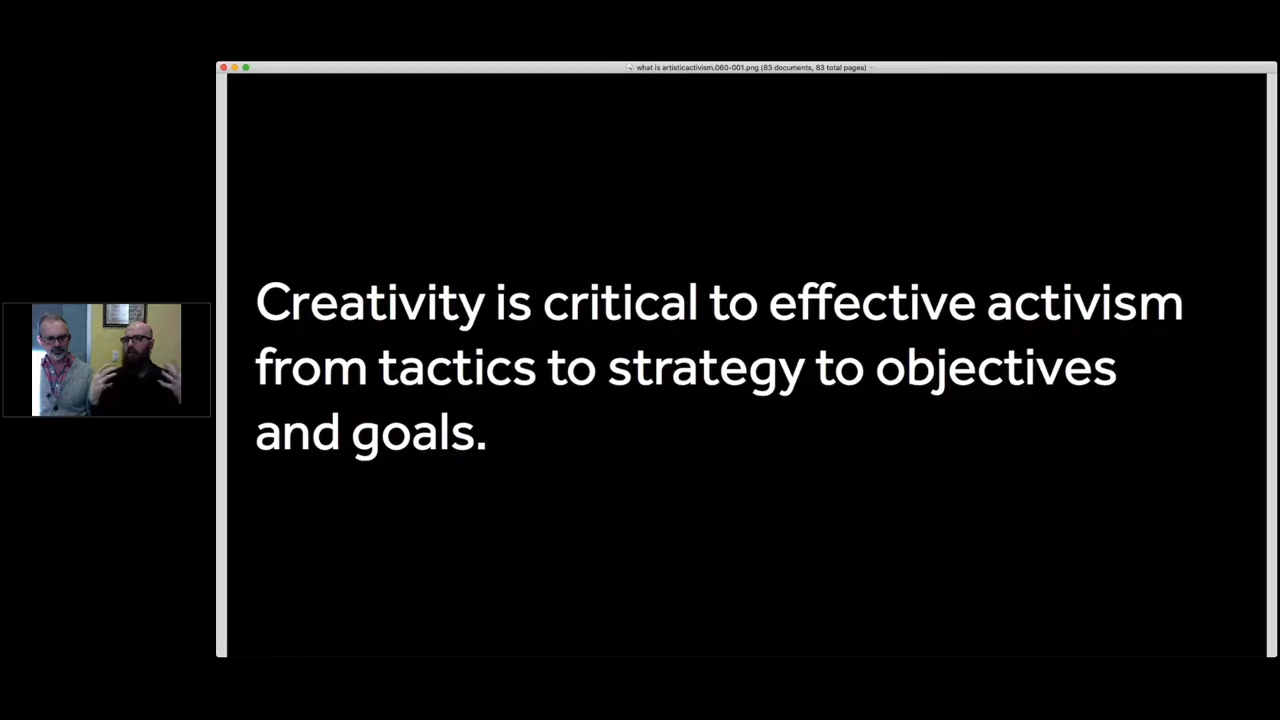 what is artisticactivism.060-001.png (83 documents, 83 total pages)
Creativity is critical to effective activism
from tactics to strategy to objectives
and goals.